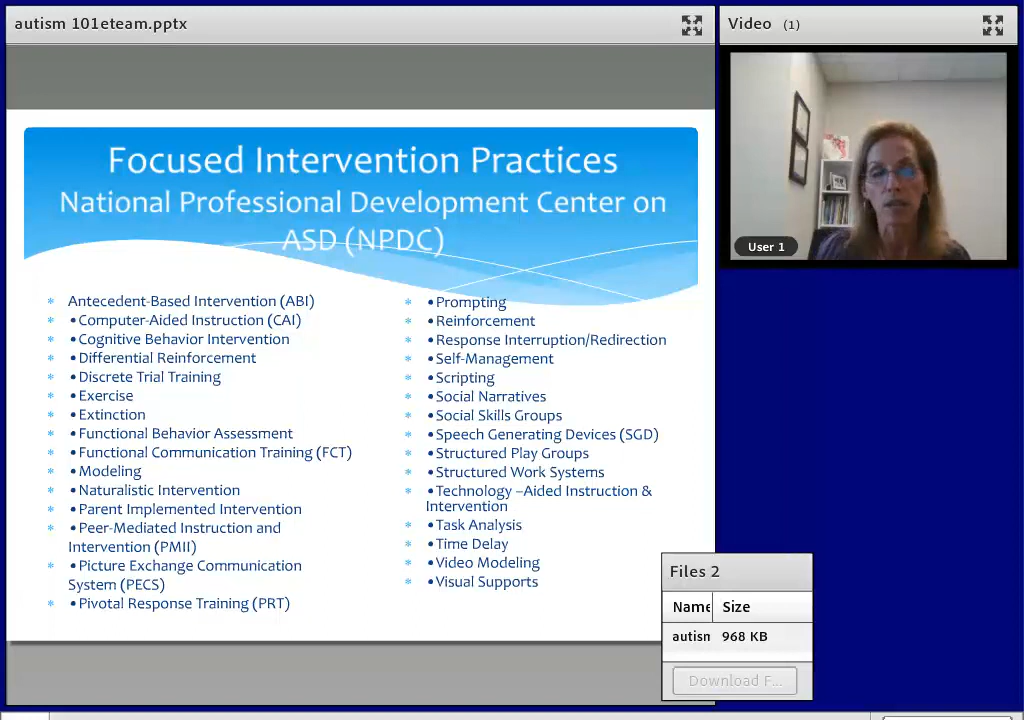 autism 101eteam.pptx
Video (1)
Focused Intervention Practices
National Professional Development Center on
ASD (NPDC)
User 1
* Antecedent-Based Intervention (ABI)
* •Computer-Aided Instruction (CAI)
* •Cognitive Behavior Intervention
* •Differential Reinforcement
* •Discrete Trial Training
* •Exercise
* •Extinction
* •Functional Behavior Assessment
* •Functional Communication Training (FCT)
* •Modeling
* •Naturalistic Intervention
* •Parent Implemented Intervention
* •Peer-Mediated Instruction and
Intervention (PMII)
* •Picture Exchange Communication
System (PECS)
* •Pivotal Response Training (PRT)
* •Prompting
* •Reinforcement
* •Response Interruption/Redirection
* •Self-Management
* •Scripting
* •Social Narratives
* •Social Skills Groups
* •Speech Generating Devices (SGD)
* •Structured Play Groups
* •Structured Work Systems
* •Technology –Aided Instruction &
Intervention
* •Task Analysis
* •Time Delay
* •Video Modeling
* •Visual Supports
Files 2
Name Size
autism 968 KB
Download F...